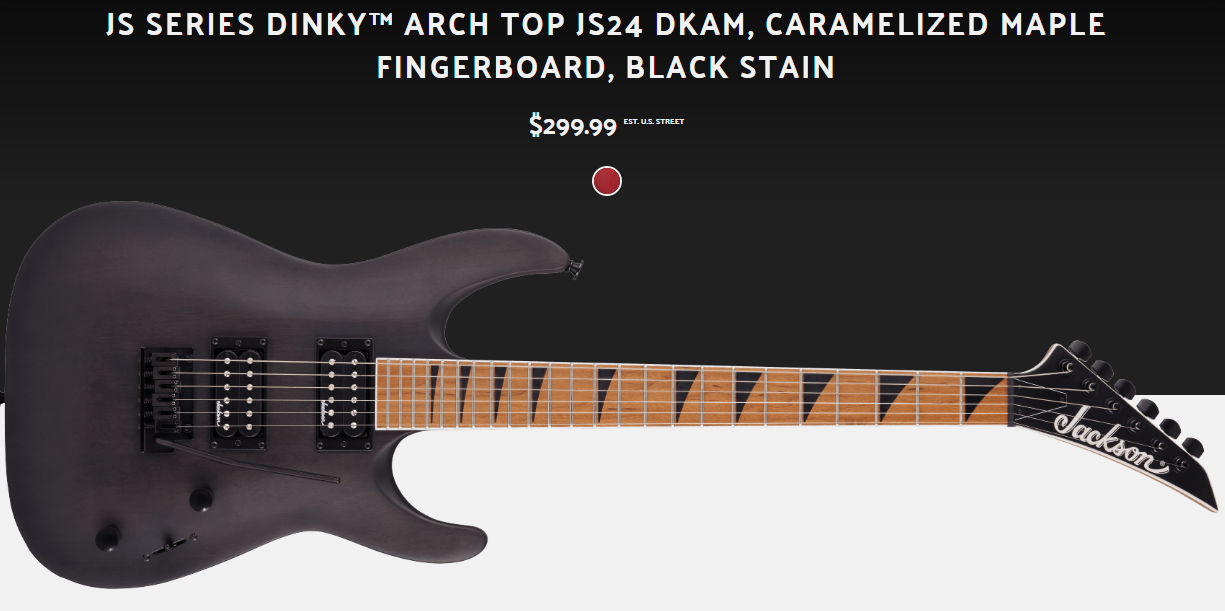 JS SERIES DINKY™ ARCH TOP JS24 DKAM, CARAMELIZED MAPLE
FINGERBOARD, BLACK STAIN
$299.99 EST. U.S. STREET
Jackson